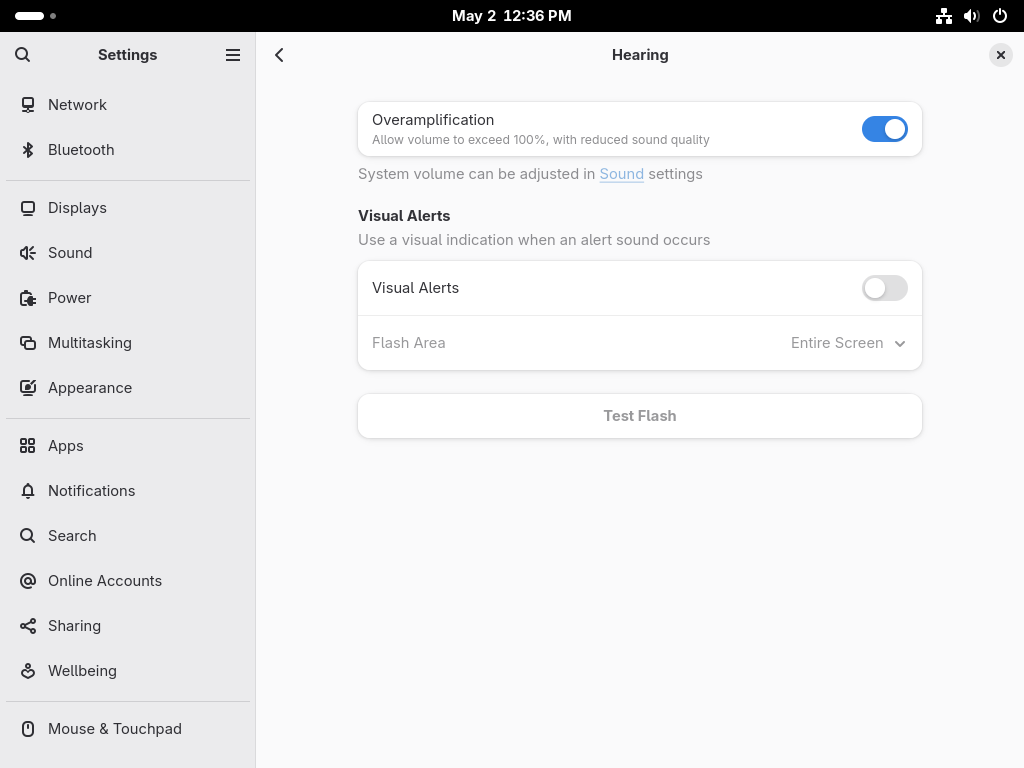 May 2 12:36 PM
Settings
Hearing
Network
Bluetooth
Displays
Sound
Power
Multitasking
Appearance
Apps
Notifications
Search
Online Accounts
Sharing
Wellbeing
Mouse & Touchpad
Overamplification
Allow volume to exceed 100%, with reduced sound quality
System volume can be adjusted in Sound settings
Visual Alerts
Use a visual indication when an alert sound occurs
Visual Alerts
Flash Area
Entire Screen
Test Flash